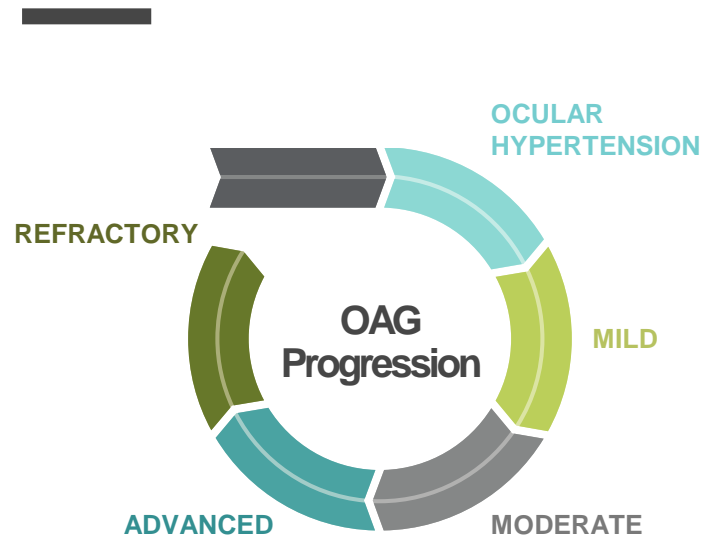 OCULAR
HYPERTENSION
REFRACTORY
OAG
Progression
MILD
ADVANCED
MODERATE